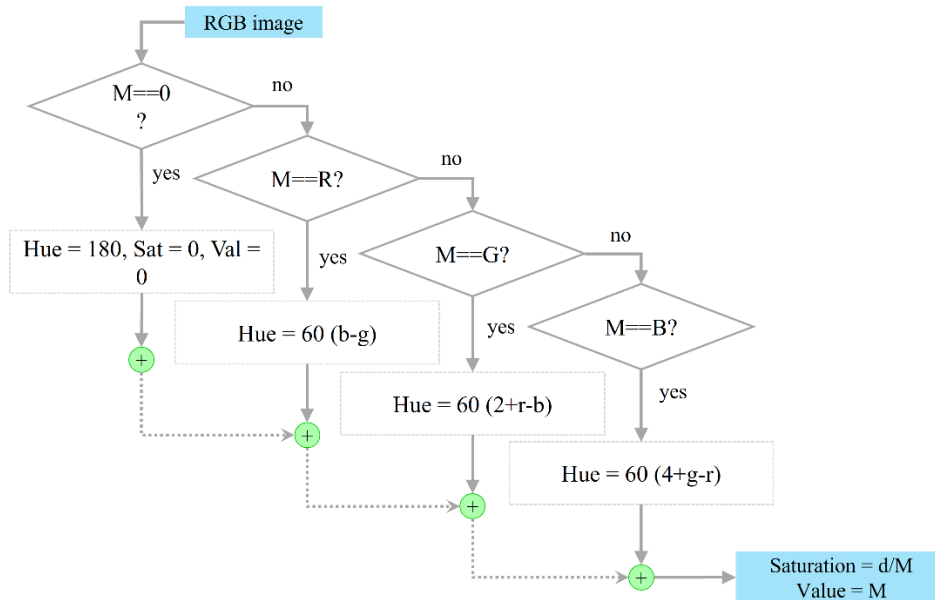 RGB image
M==0
?
no
yes
M==R?
no
Hue = 180, Sat = 0, Val =
0
yes
M==G?
no
Hue = 60 (b-g)
yes
M==B?
+
Hue = 60 (2+r-b)
yes
+
Hue = 60 (4+g-r)
+
+
Saturation = d/M
Value = M